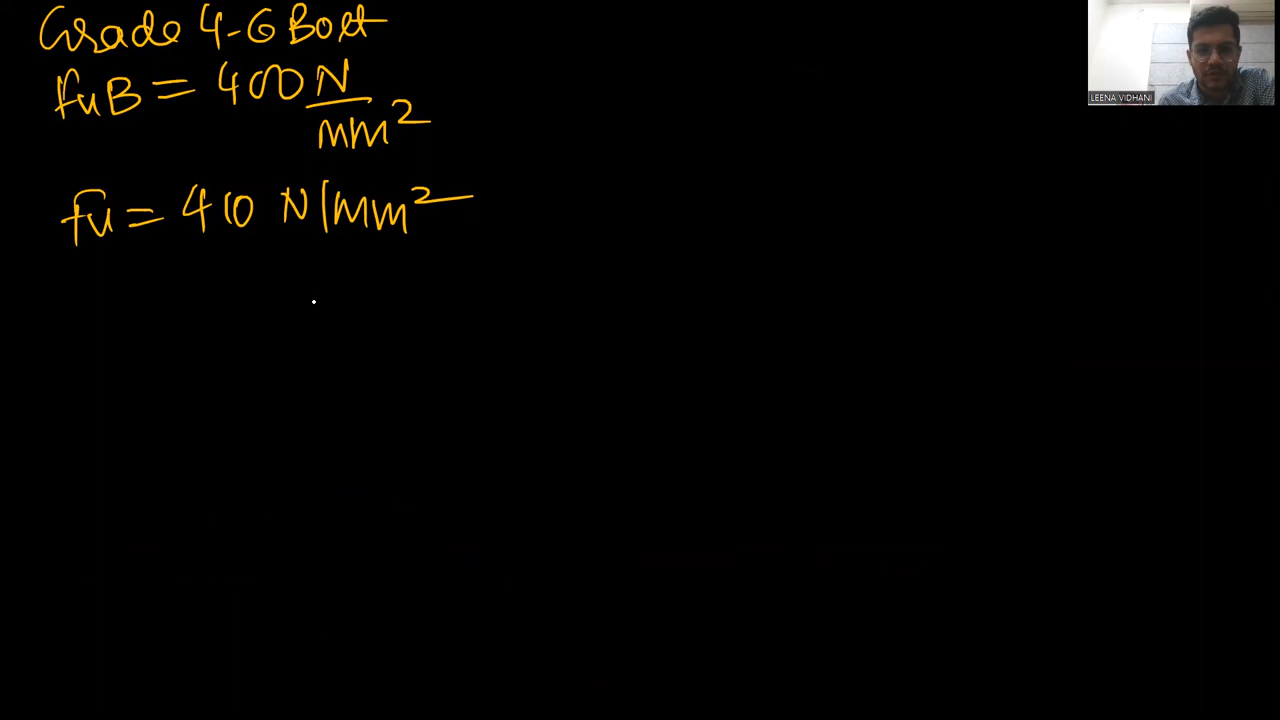 Grade 4-6 Bolt
fuB = 400 N/mm²
fu = 410 N/mm²
LEENA VIDHANI